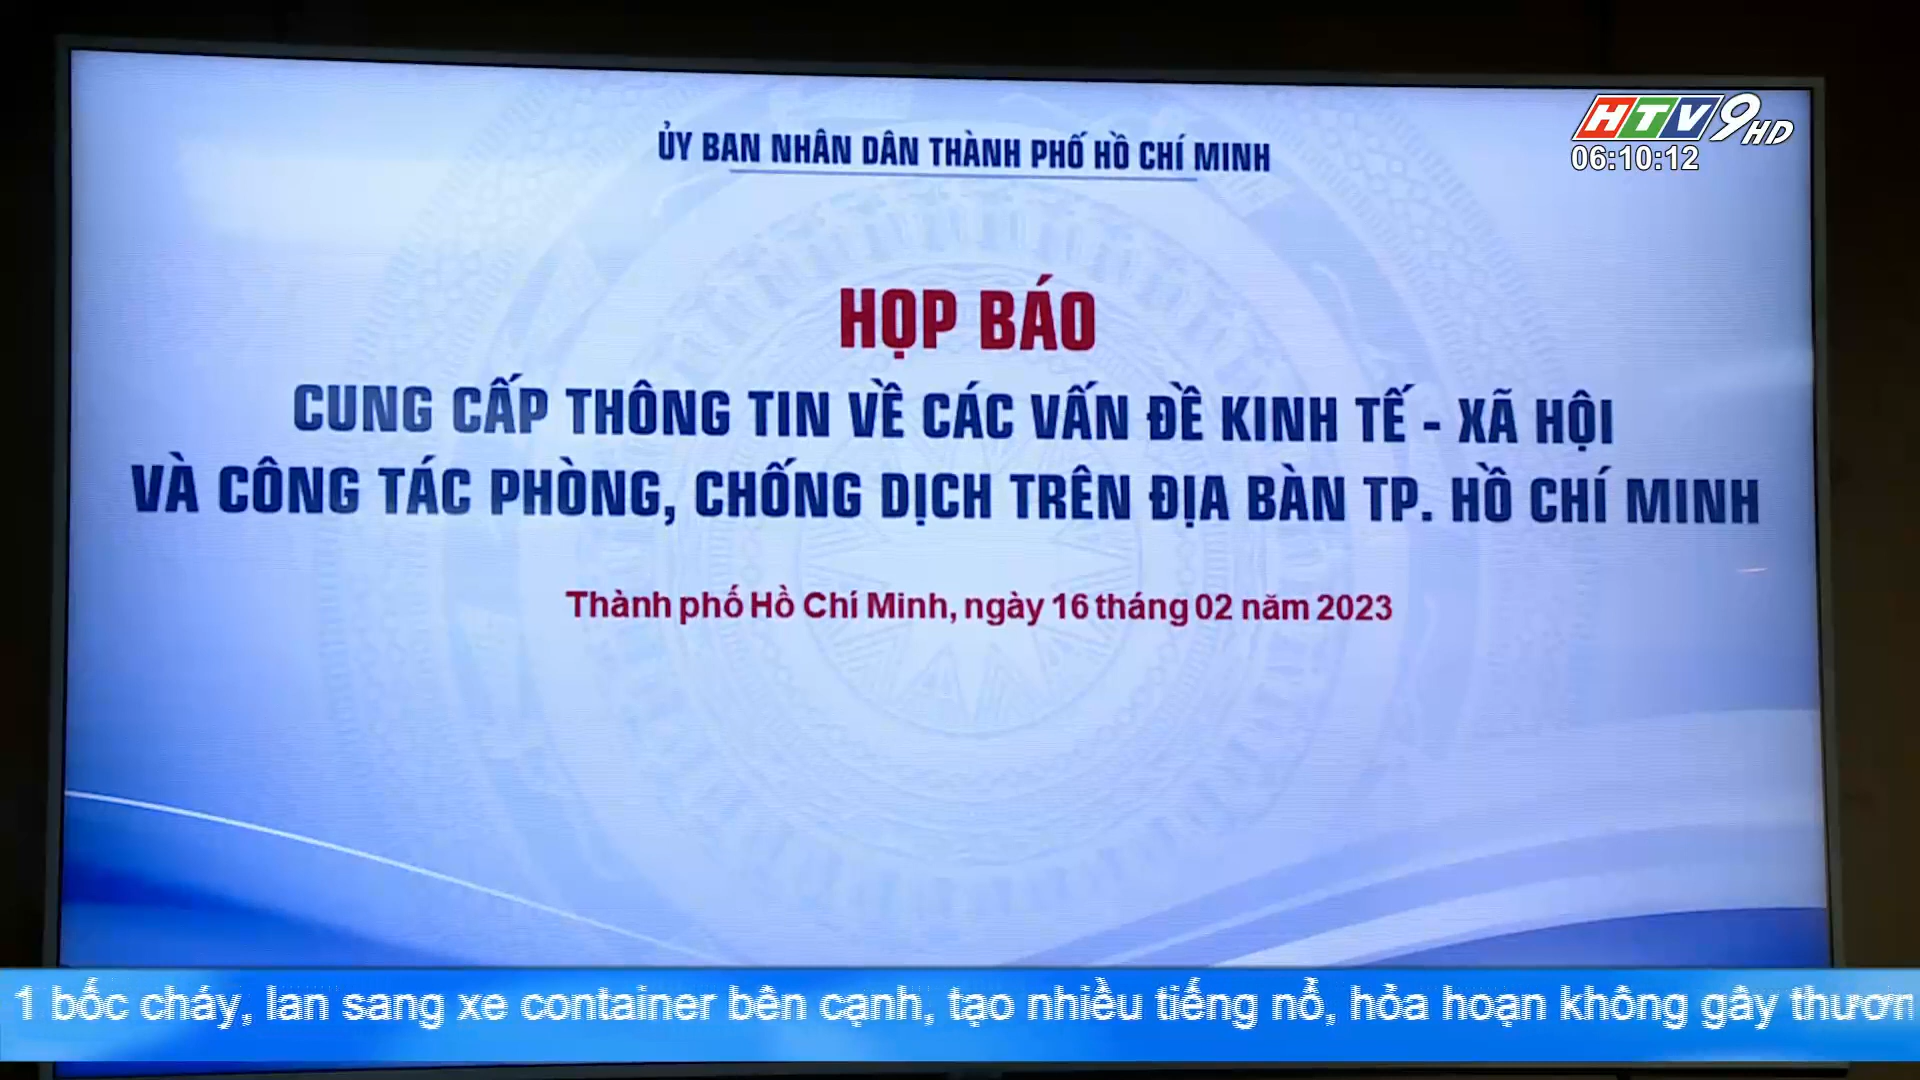 HTV9 HD
06:10:12
ỦY BAN NHÂN DÂN THÀNH PHỐ HỒ CHÍ MINH
HỌP BÁO
CUNG CẤP THÔNG TIN VỀ CÁC VẤN ĐỀ KINH TẾ - XÃ HỘI
VÀ CÔNG TÁC PHÒNG, CHỐNG DỊCH TRÊN ĐỊA BÀN TP. HỒ CHÍ MINH
Thành phố Hồ Chí Minh, ngày 16 tháng 02 năm 2023
1 bốc cháy, lan sang xe container bên cạnh, tạo nhiều tiếng nổ, hỏa hoạn không gây